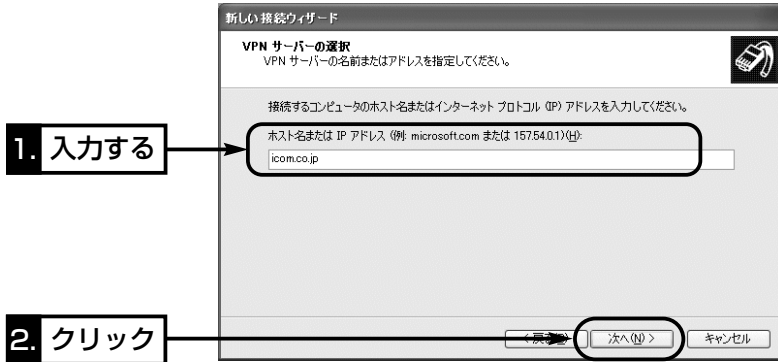 新しい接続ウィザード
VPN サーバーの選択
VPN サーバーの名前またはアドレスを指定してください。
接続するコンピュータのホスト名またはインターネット プロトコル (IP) アドレスを入力してください。
1. 入力する
ホスト名または IP アドレス (例: microsoft.com または 157.54.0.1)(H):
icom.co.jp
2. クリック
次へ(N) >
キャンセル